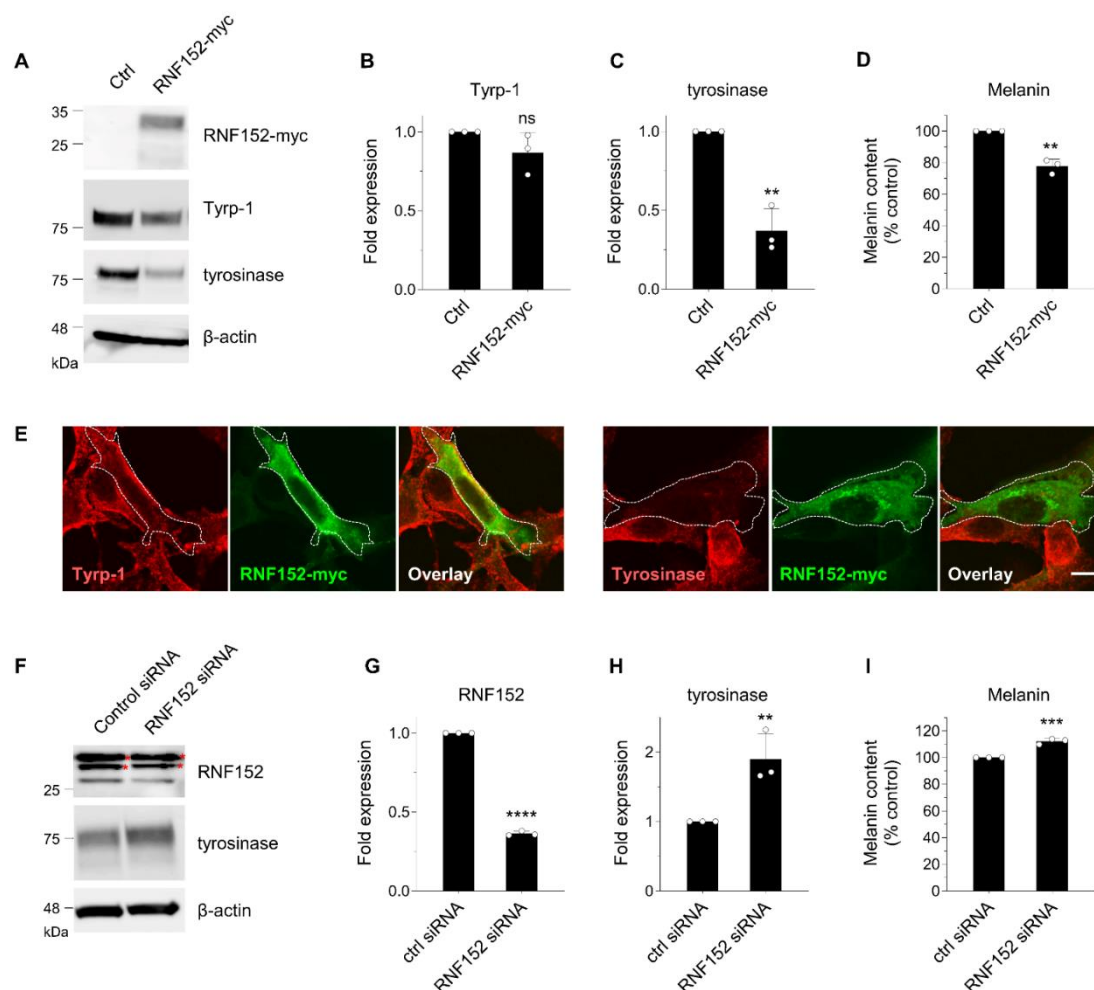 A
Ctrl
RNF152-myc
35
25
RNF152-myc
75
Tyrp-1
75
tyrosinase
48
β-actin
kDa
B
Tyrp-1
ns
Fold expression
1.0
0.5
0.0
Ctrl
RNF152-myc
C
tyrosinase
**
Fold expression
1.0
0.5
0.0
Ctrl
RNF152-myc
D
Melanin
**
Melanin content
(% control)
100
80
60
40
20
0
Ctrl
RNF152-myc
E
Tyrp-1
RNF152-myc
Overlay
Tyrosinase
RNF152-myc
Overlay
F
Control siRNA
RNF152 siRNA
* *
* *
RNF152
25
75
tyrosinase
48
β-actin
kDa
G
RNF152
****
Fold expression
1.0
0.5
0.0
ctrl siRNA
RNF152 siRNA
H
tyrosinase
**
Fold expression
2
1
0
ctrl siRNA
RNF152 siRNA
I
Melanin
***
Melanin content
(% control)
120
100
80
60
40
20
0
ctrl siRNA
RNF152 siRNA